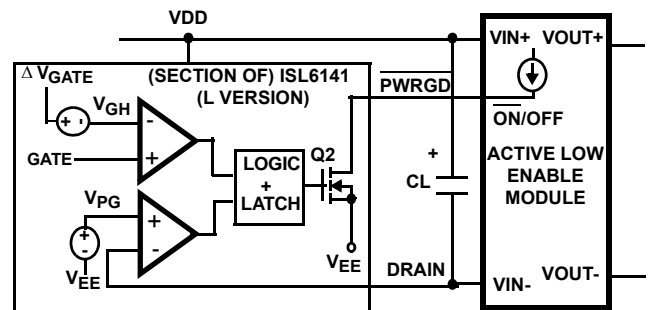 VDD
VIN+ VOUT+
(SECTION OF) ISL6141
(L VERSION)
Δ VGATE
PWRGD
VGH
-
+
+ -
GATE
ON/OFF
ACTIVE LOW
ENABLE
MODULE
Q2
LOGIC
+
LATCH
+
CL
VPG
+
-
+
-
VEE
VEE
DRAIN
VIN-
VOUT-